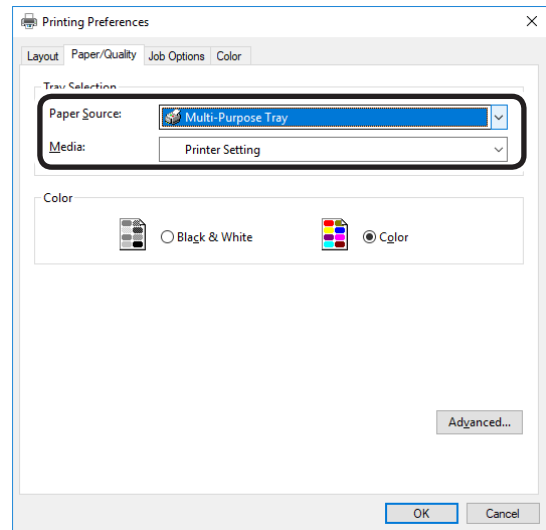 Printing Preferences
Layout Paper/Quality Job Options Color
Tray Selection
Paper Source: Multi-Purpose Tray
Media: Printer Setting
Color
Black & White Color
Advanced...
OK Cancel